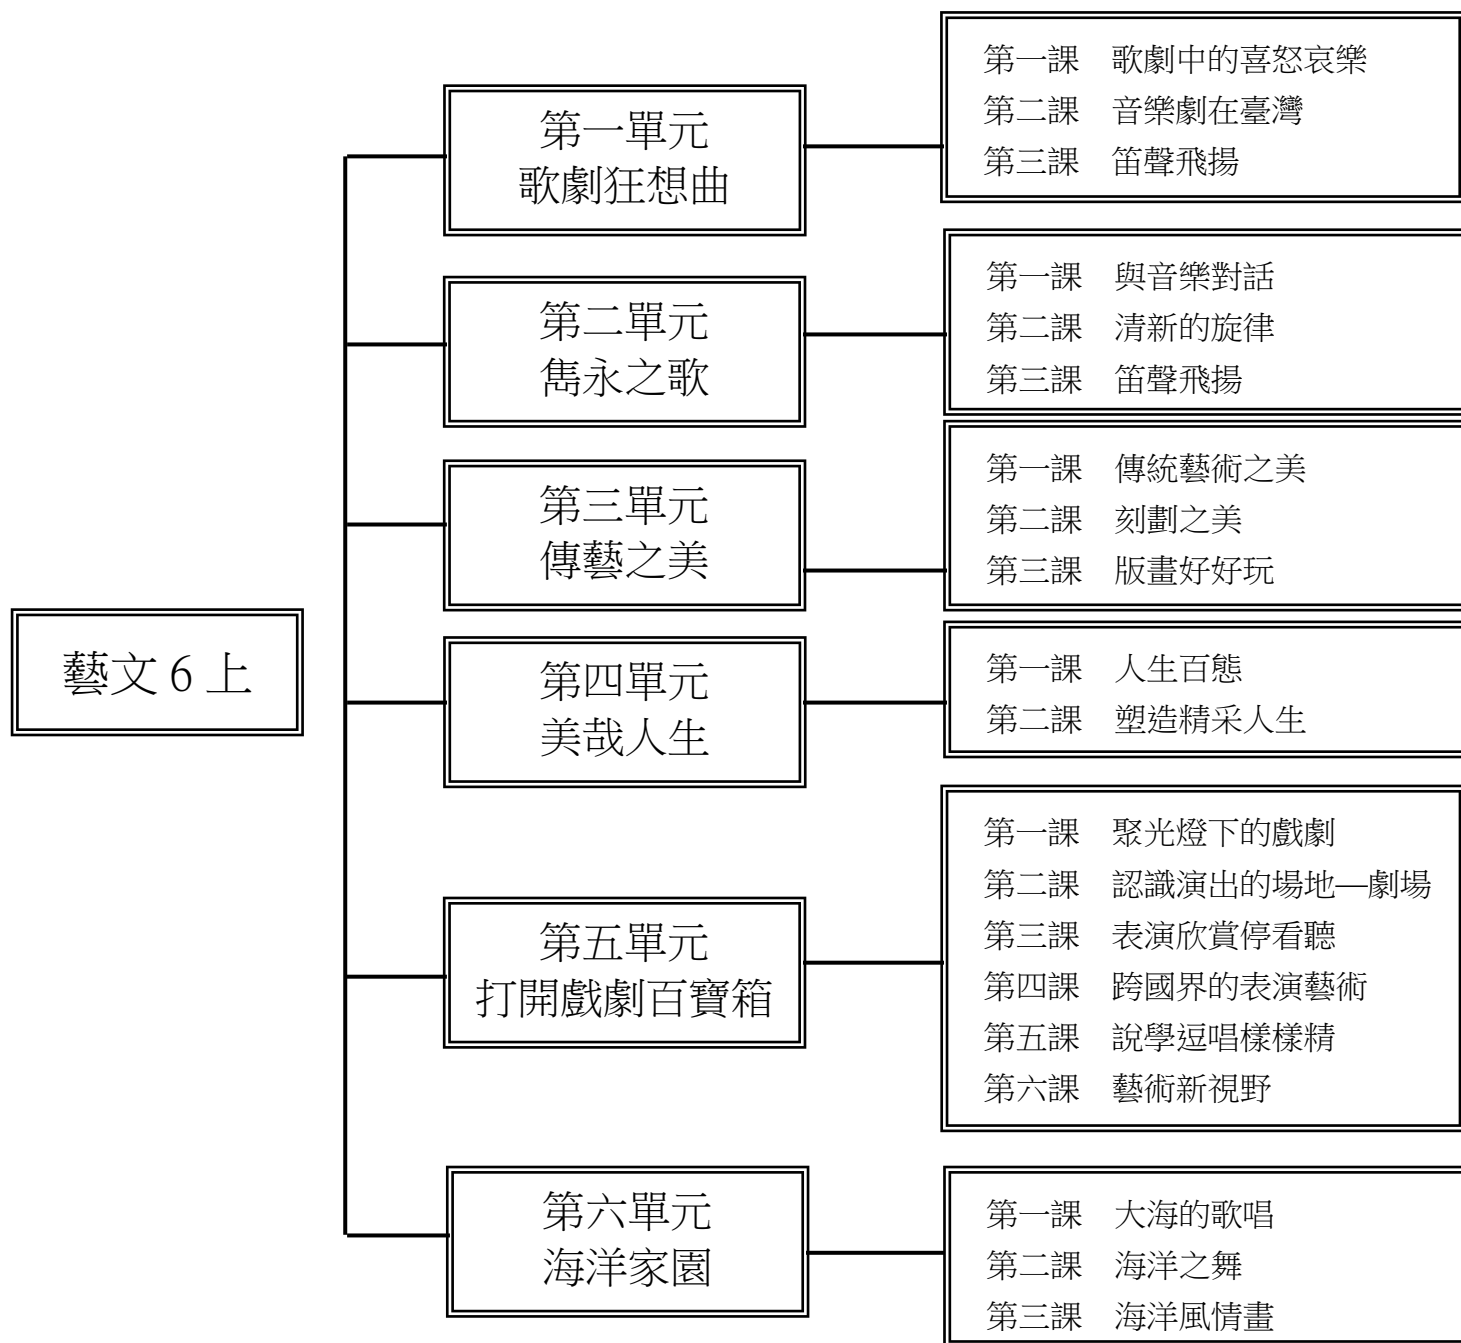 藝文 6 上
第一單元
歌劇狂想曲
第一課　歌劇中的喜怒哀樂
第二課　音樂劇在臺灣
第三課　笛聲飛揚
第二單元
雋永之歌
第一課　與音樂對話
第二課　清新的旋律
第三課　笛聲飛揚
第三單元
傳藝之美
第一課　傳統藝術之美
第二課　刻劃之美
第三課　版畫好好玩
第四單元
美哉人生
第一課　人生百態
第二課　塑造精采人生
第五單元
打開戲劇百寶箱
第一課　聚光燈下的戲劇
第二課　認識演出的場地—劇場
第三課　表演欣賞停看聽
第四課　跨國界的表演藝術
第五課　說學逗唱樣樣精
第六課　藝術新視野
第六單元
海洋家園
第一課　大海的歌唱
第二課　海洋之舞
第三課　海洋風情畫